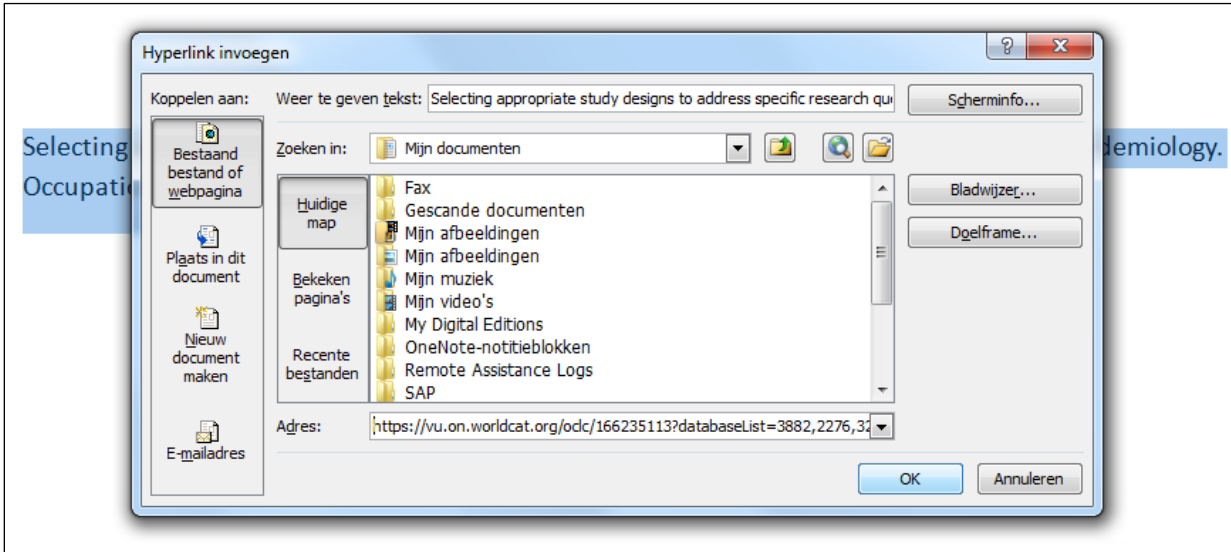 Hyperlink invoegen
Koppelen aan:
Weer te geven tekst: Selecting appropriate study designs to address specific research que
Scherminfo...
Selecting
demiology.
Occupatio
Bestaand
bestand of
webpagina
Plaats in dit
document
Nieuw
document
maken
E-mailadres
Zoeken in:
Mijn documenten
Huidige
map
Bekeken
pagina's
Recente
bestanden
Fax
Gescande documenten
Mijn afbeeldingen
Mijn afbeeldingen
Mijn muziek
Mijn video's
My Digital Editions
OneNote-notitieblokken
Remote Assistance Logs
SAP
Bladwijzer...
Doelframe...
Adres:
https://vu.on.worldcat.org/oclc/166235113?databaseList=3882,2276,32
OK
Annuleren